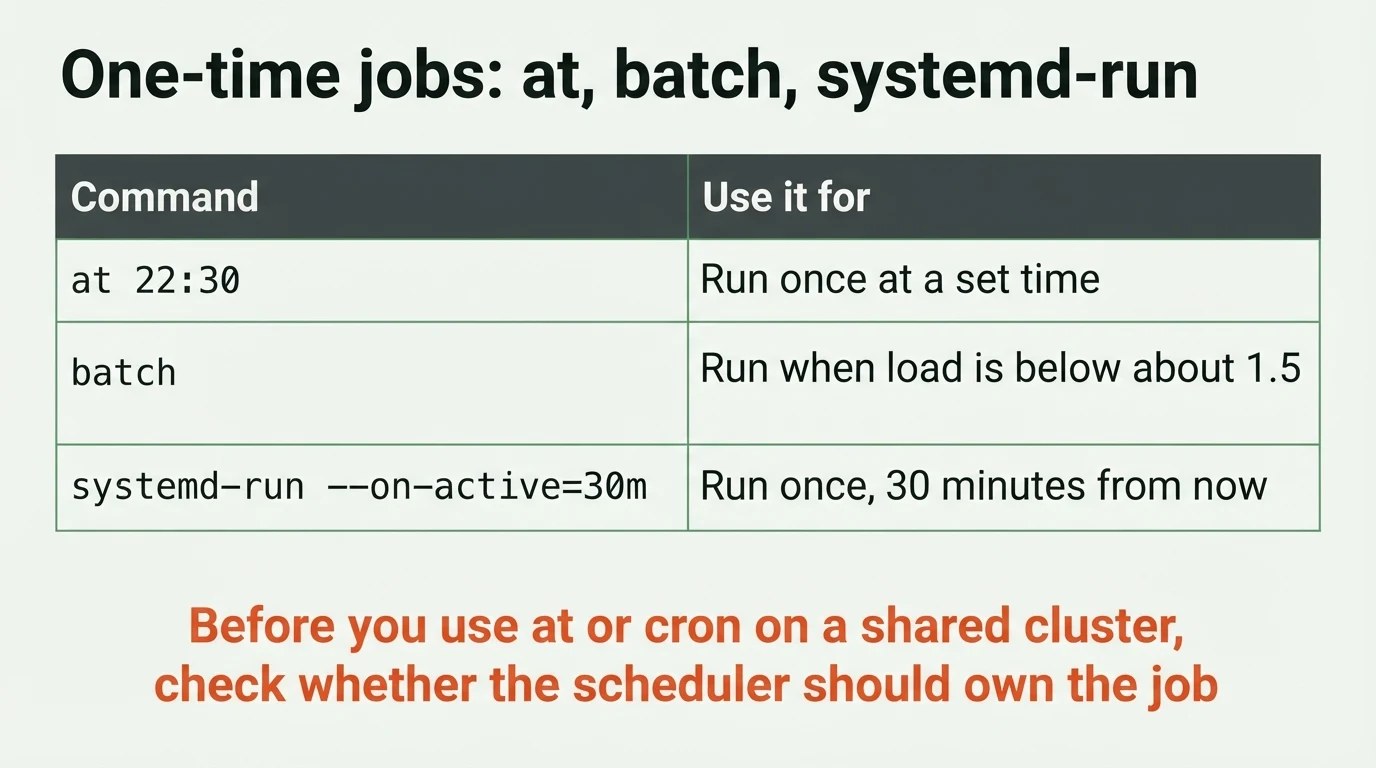 One-time jobs: at, batch, systemd-run
Command
Use it for
at 22:30
Run once at a set time
batch
Run when load is below about 1.5
systemd-run --on-active=30m
Run once, 30 minutes from now
Before you use at or cron on a shared cluster,
check whether the scheduler should own the job